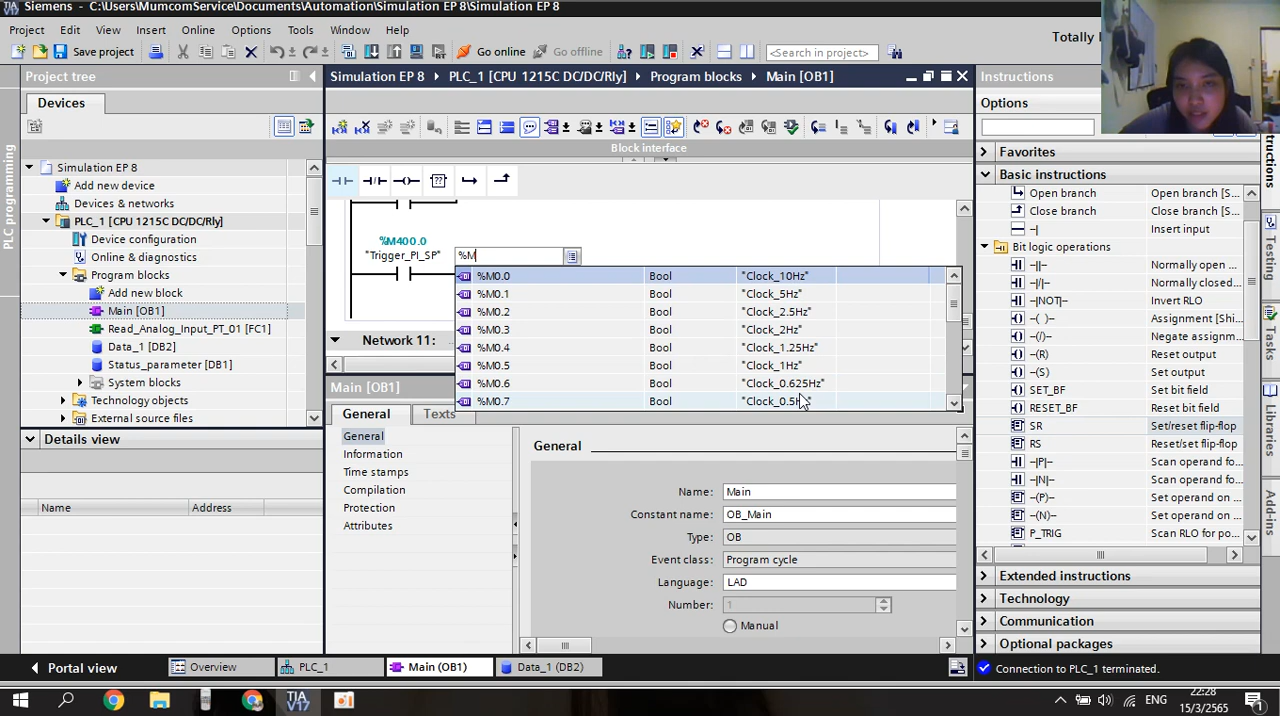 Siemens - C:\Users\MumcomService\Documents\Automation\Simulation EP 8\Simulation EP 8
Edit View Insert Online Options Tools Window Help
Totally
Save project Go online Go offline <Search in project>
Project tree
Simulation EP 8 PLC_1 [CPU 1215C DC/DC/Rly] Program blocks Main [OB1]
Instructions
Devices
Options
Block interface
Favorites
Basic instructions
Simulation EP 8
Add new device
Devices & networks
PLC_1 [CPU 1215C DC/DC/Rly]
Device configuration
Online & diagnostics
Program blocks
Add new block
Main [OB1]
Read_Analog_Input_PT_01 [FC1]
Data_1 [DB2]
Status_parameter [DB1]
System blocks
Technology objects
External source files
Details view
Name Address
PLC programming
%M400.0
"Trigger_PI_SP" %M
%M0.0 Bool "Clock_10Hz"
%M0.1 Bool "Clock_5Hz"
%M0.2 Bool "Clock_2.5Hz"
%M0.3 Bool "Clock_2Hz"
%M0.4 Bool "Clock_1.25Hz"
%M0.5 Bool "Clock_1Hz"
%M0.6 Bool "Clock_0.625Hz"
%M0.7 Bool
Network 11:
Main [OB1]
General Texts
General
Information
Time stamps
Compilation
Protection
Attributes
General
Name: Main
Constant name: OB_Main
Type: OB
Event class: Program cycle
Language: LAD
Number: 1
Manual
Open branch [S...
Close branch [S...
--| Insert input
Bit logic operations
-||- Normally open...
-|/|- Normally closed...
-|NOT|- Invert RLO
-( )- Assignment [Shi...
-(/)- Negate assignm...
-(R) Reset output
-(S) Set output
SET_BF Set bit field
RESET_BF Reset bit field
SR Set/reset flip-flop
RS Reset/set flip-flop
-|P|- Scan operand fo...
-|N|- Scan operand fo...
-(P)- Set operand on ...
-(N)- Set operand on ...
P_TRIG Scan RLO for po...
Extended instructions
Technology
Communication
Optional packages
Testing
Tasks
Libraries
Add-ins
Portal view Overview PLC_1 Main (OB1) Data_1 (DB2)
Connection to PLC_1 terminated.
TIA V17
ENG
22:28
15/3/2565